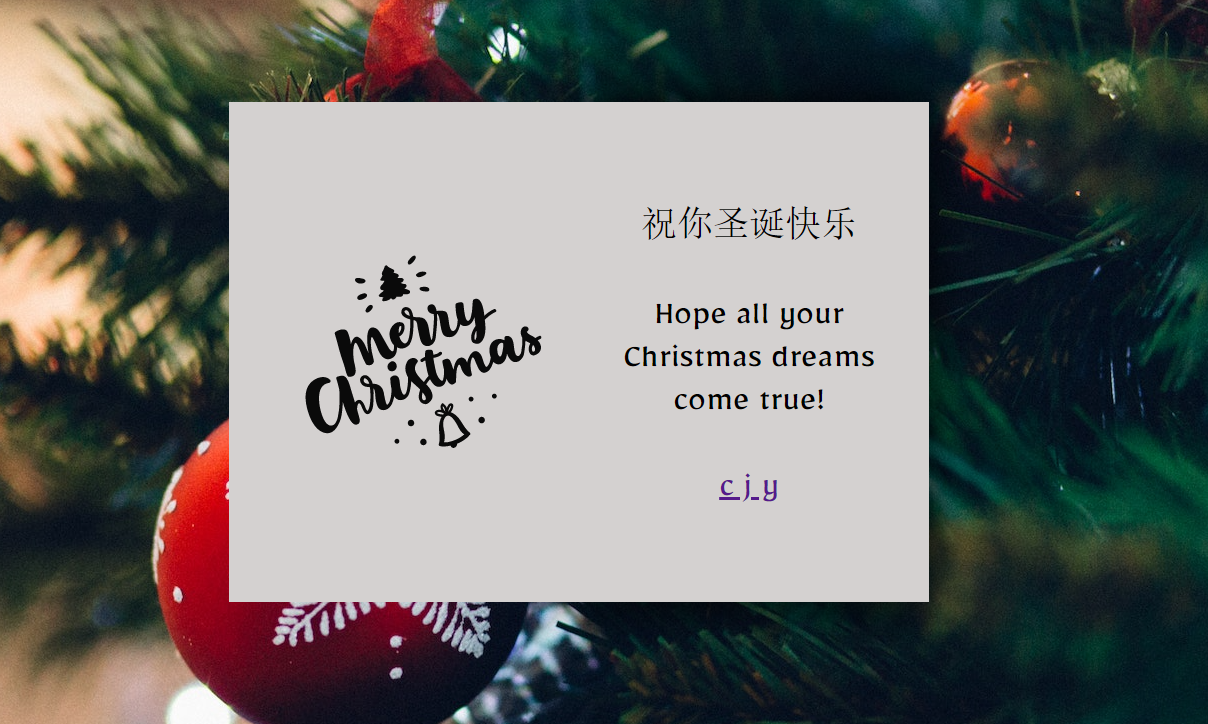 Merry
Christmas
祝你圣诞快乐
Hope all your
Christmas dreams
come true!
c j y